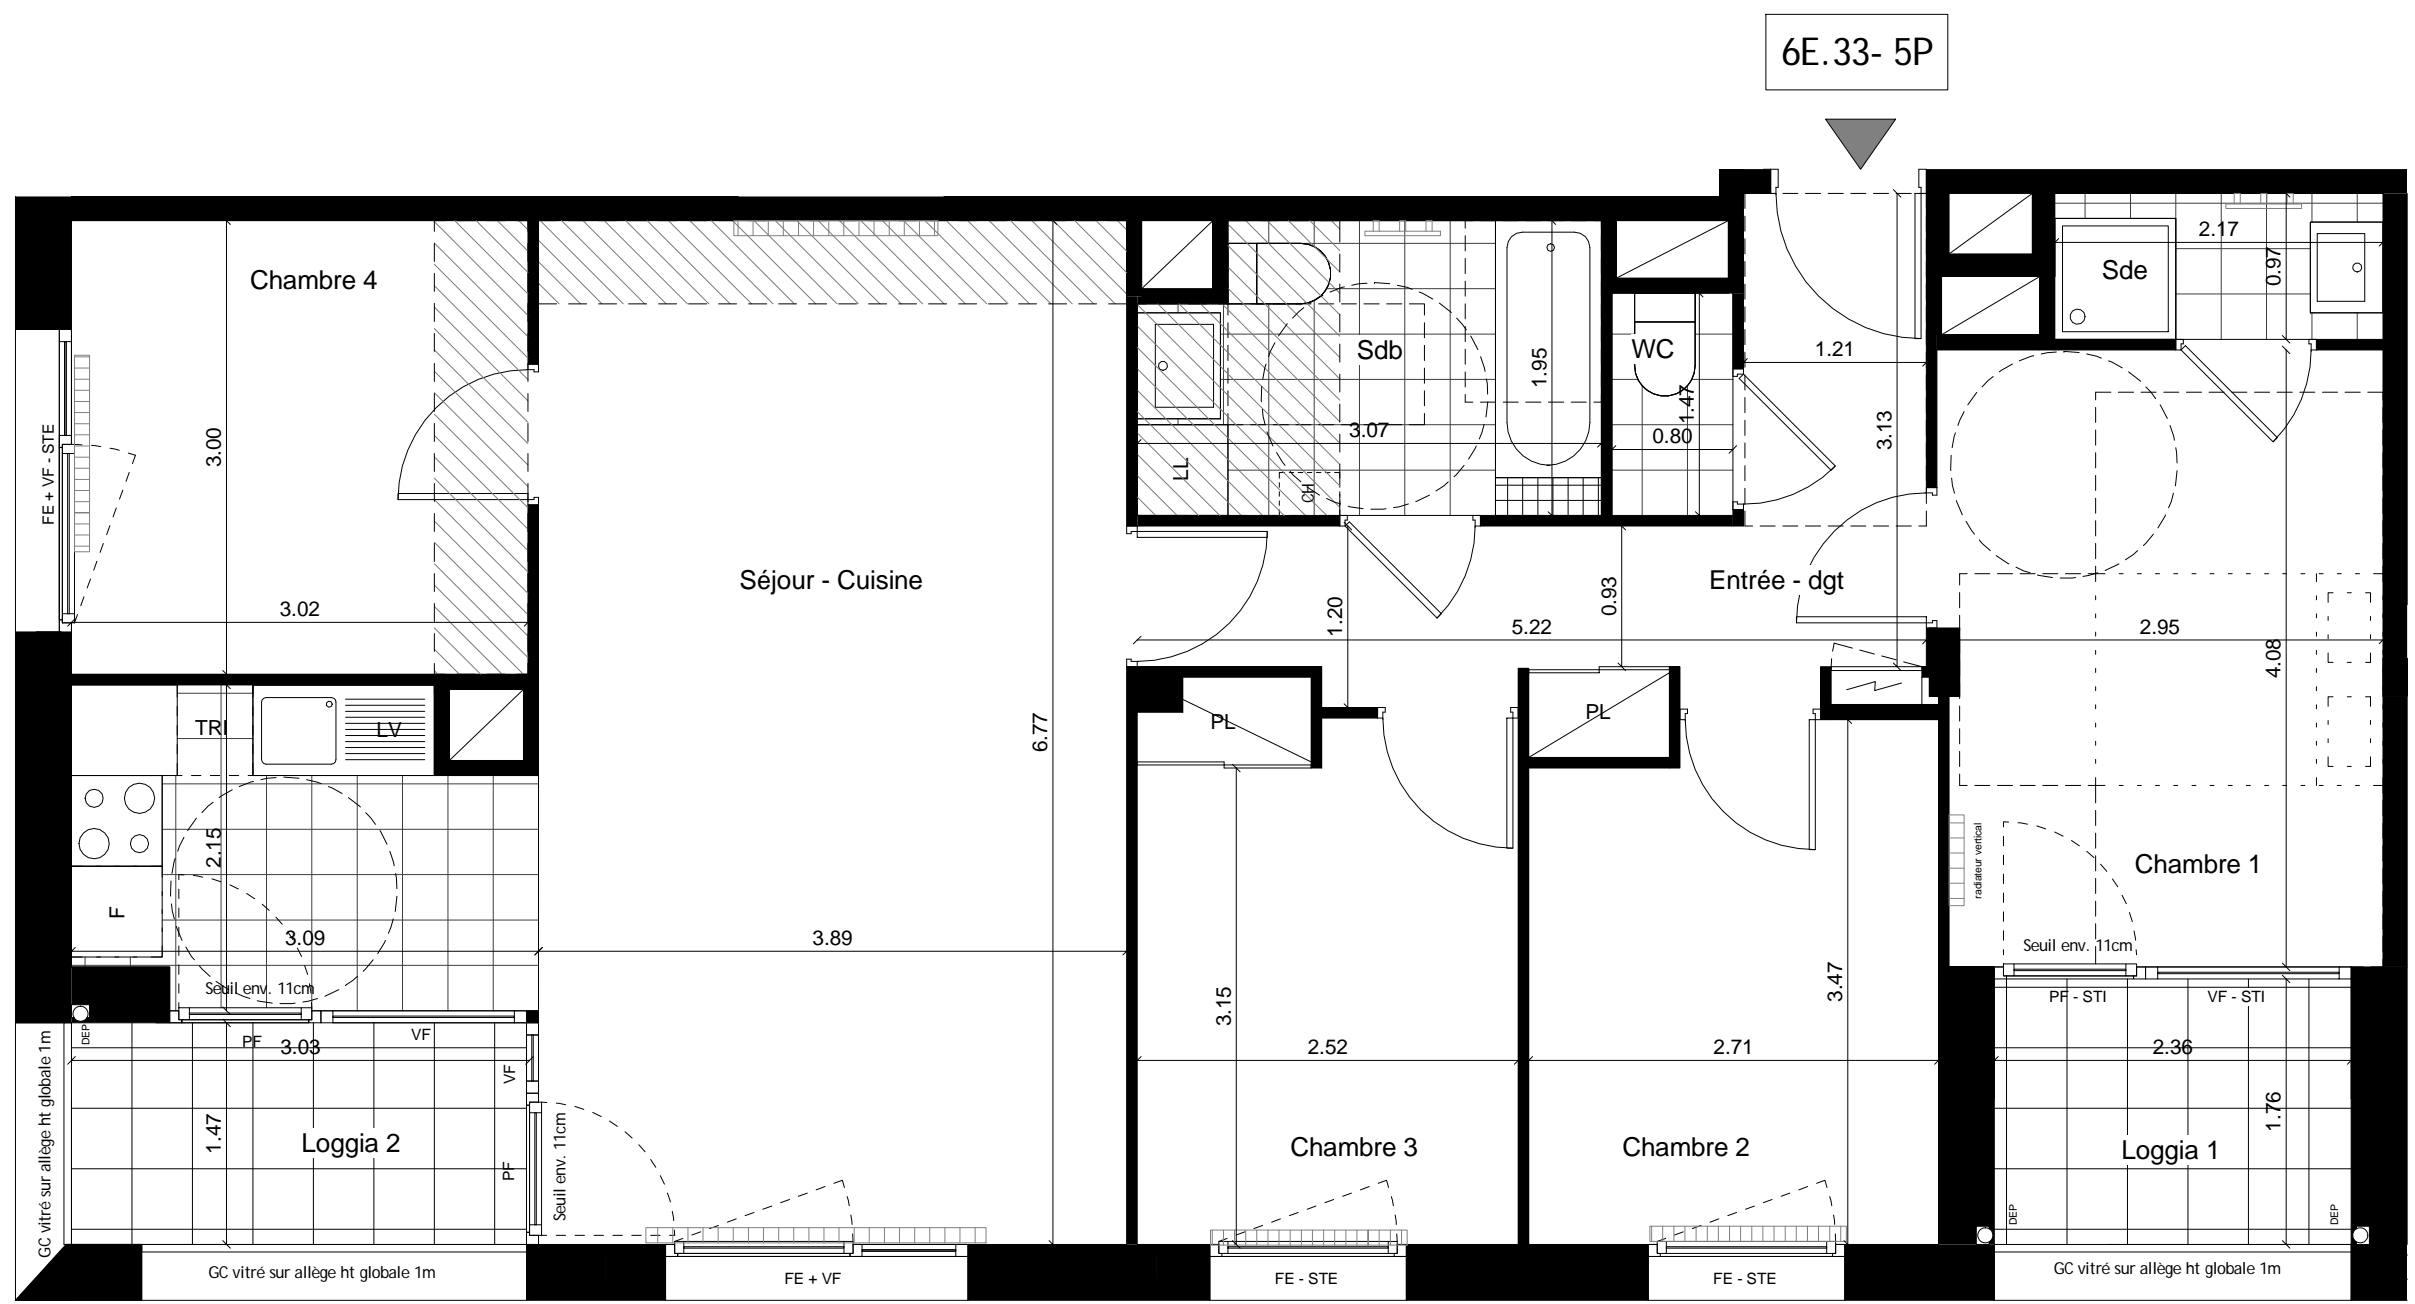 6E.33- 5P
Chambre 4
3.00
3.02
FE + VF - STE
Séjour - Cuisine
6.77
3.89
Sdb
1.95
3.07
LL
CH
WC
1.47
0.80
1.21
3.13
2.17
Sde
0.97
Entrée - dgt
1.20
0.93
5.22
2.95
4.08
TRI
LV
PL
PL
2.15
F
3.09
Seuil env. 11cm
radiateur vertical
Chambre 1
Seuil env. 11cm
PF - STI
VF - STI
DEP
PF
VF
3.03
VF
PF
Seuil env. 11cm
1.47
Loggia 2
GC vitré sur allège ht globale 1m
3.15
2.52
Chambre 3
3.47
2.71
Chambre 2
2.36
1.76
Loggia 1
DEP
DEP
GC vitré sur allège ht globale 1m
FE + VF
FE - STE
FE - STE
GC vitré sur allège ht globale 1m